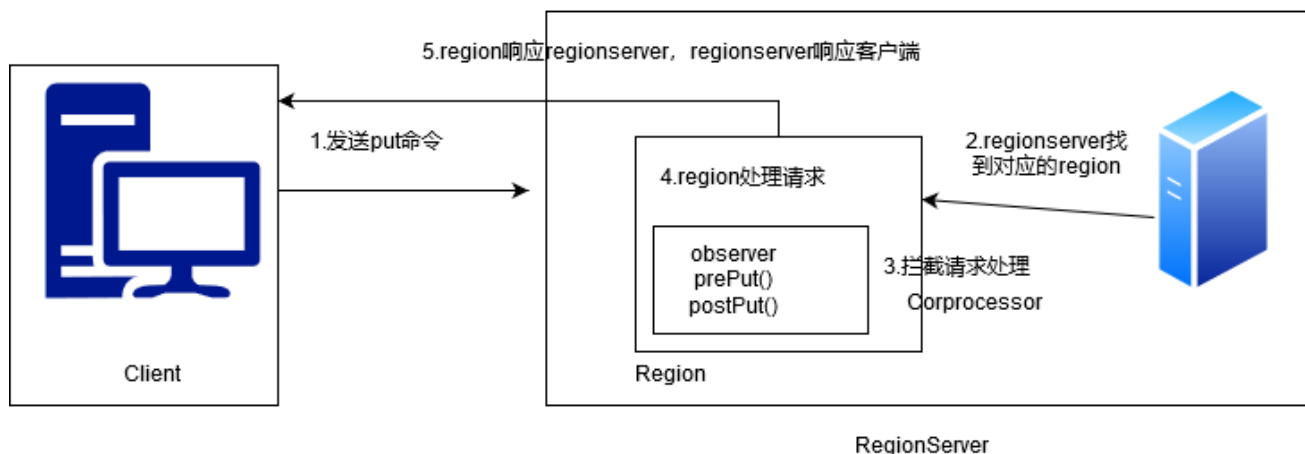 5.region响应regionserver，regionserver响应客户端
1.发送put命令
2.regionserver找
到对应的region
4.region处理请求
observer
prePut()
postPut()
3.拦截请求处理
Corprocessor
Client
Region
RegionServer